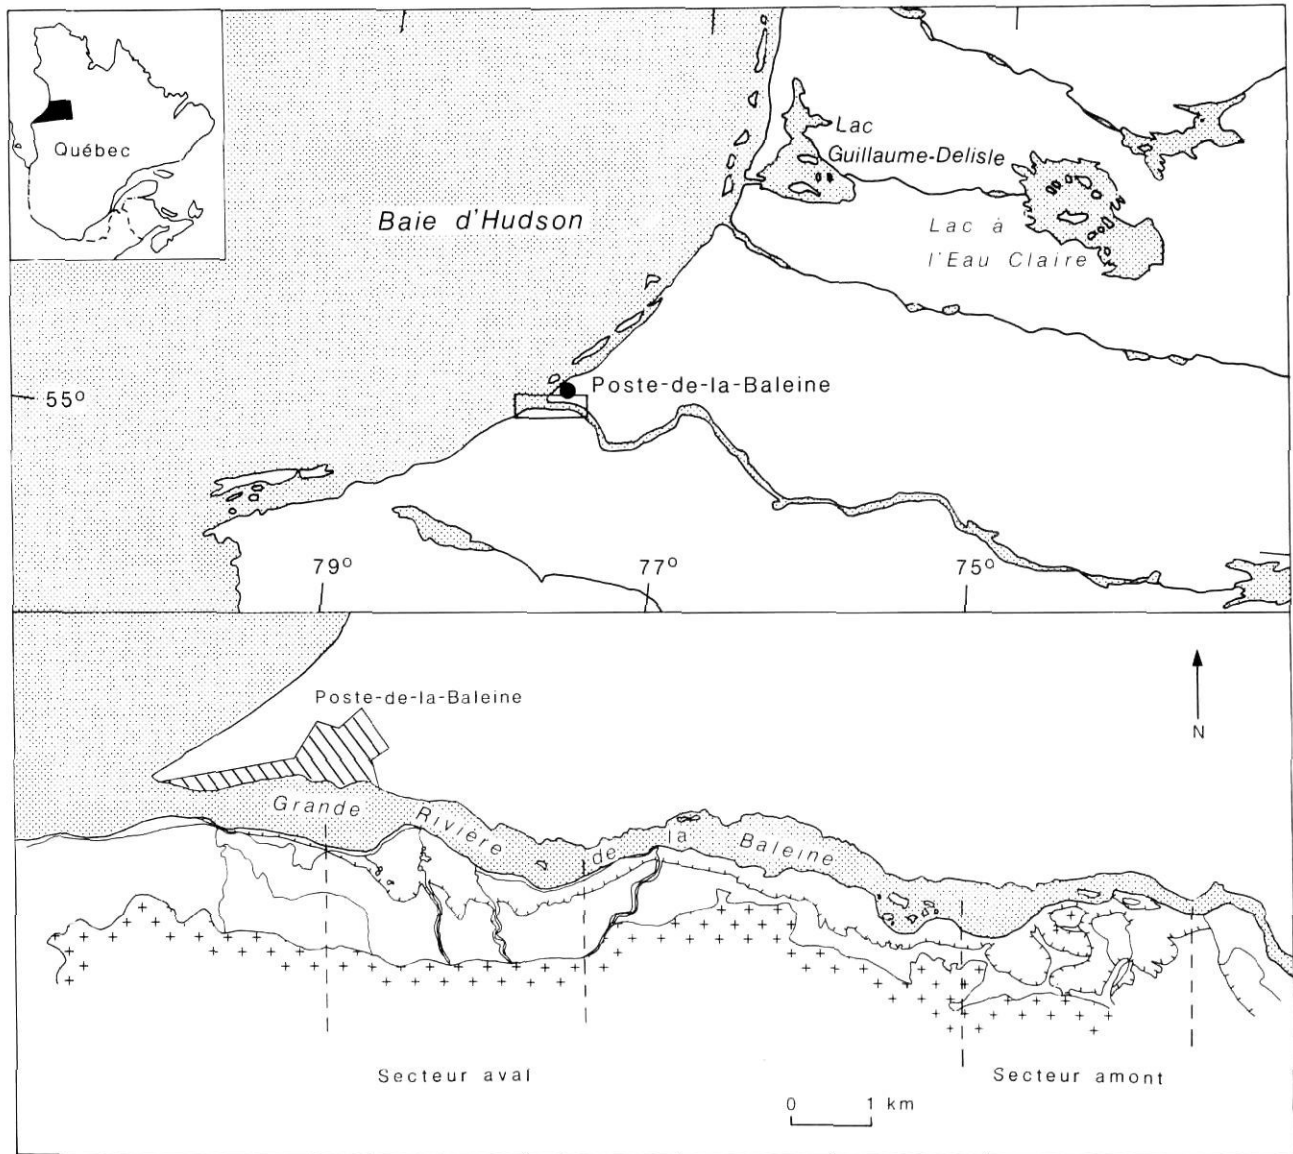 Québec
Lac
Guillaume-Delisle
Baie d'Hudson
Lac à
l'Eau Claire
Poste-de-la-Baleine
55°
79°
77°
75°
Poste-de-la-Baleine
N
Grande Rivière de la Baleine
Secteur aval
Secteur amont
0 1 km